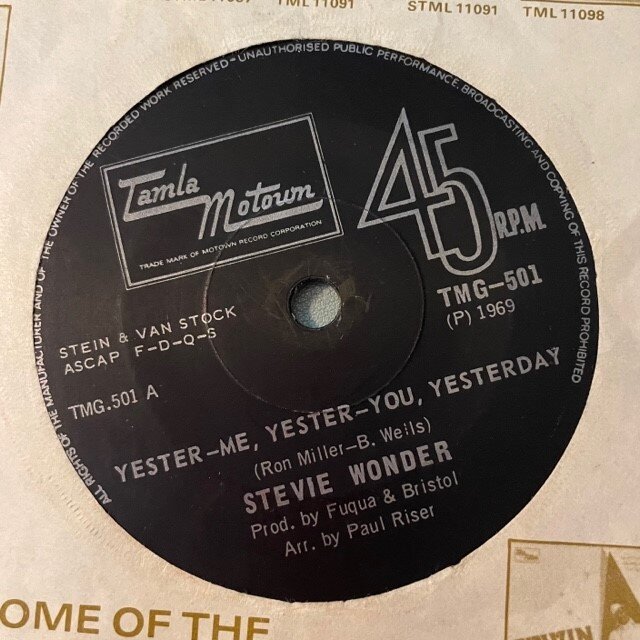 TML 11091
STML 11091
TML 11098
ALL RIGHTS OF THE MANUFACTURER AND OF THE OWNER OF THE RECORDED WORK RESERVED – UNAUTHORISED PUBLIC PERFORMANCE, BROADCASTING AND COPYING OF THIS RECORD PROHIBITED
Tamla
Motown
TRADE MARK OF MOTOWN RECORD CORPORATION
45
R.P.M.
TMG–501
(P) 1969
STEIN & VAN STOCK
ASCAP F–D–Q–S
TMG.501 A
YESTER–ME, YESTER–YOU, YESTERDAY
(Ron Miller–B. Wells)
STEVIE WONDER
Prod. by Fuqua & Bristol
Arr. by Paul Riser
OME OF THE